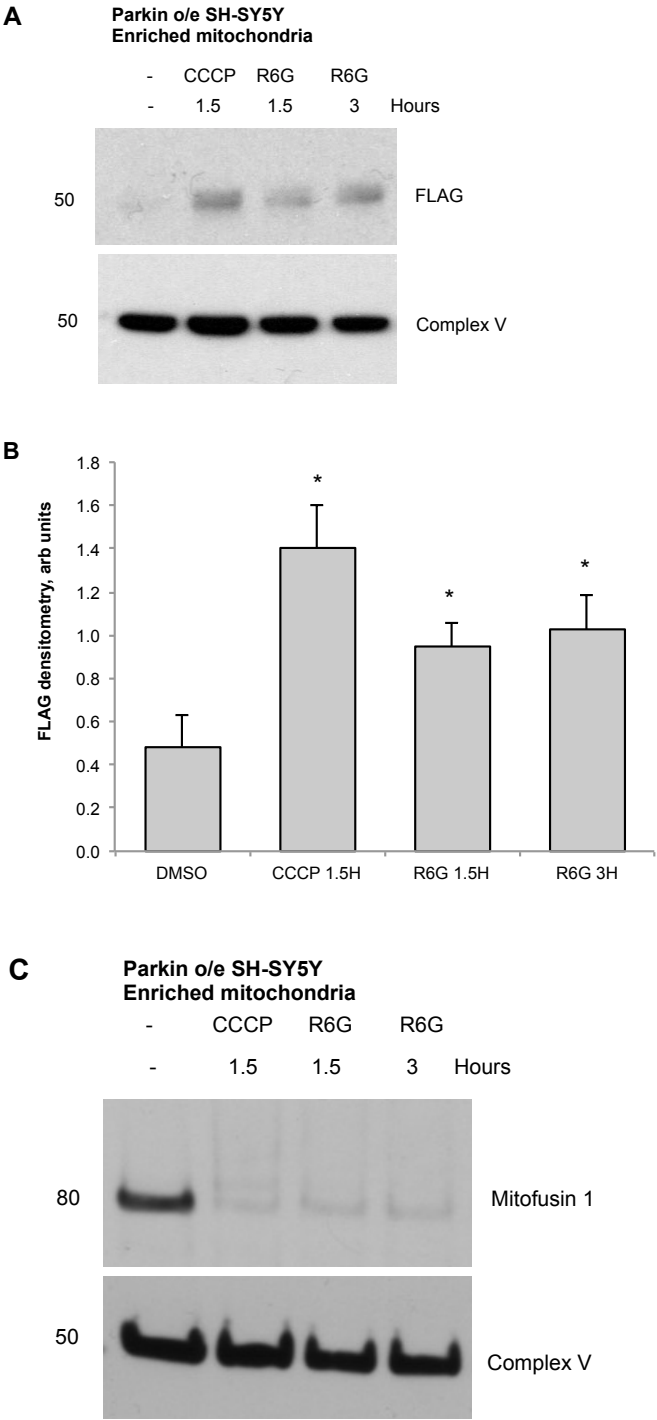 A
Parkin o/e SH-SY5Y
Enriched mitochondria
- CCCP R6G R6G
- 1.5 1.5 3 Hours
50 FLAG
50 Complex V
B
FLAG densitometry, arb units
1.8
1.6
1.4
1.2
1.0
0.8
0.6
0.4
0.2
0.0
* * *
DMSO CCCP 1.5H R6G 1.5H R6G 3H
C
Parkin o/e SH-SY5Y
Enriched mitochondria
- CCCP R6G R6G
- 1.5 1.5 3 Hours
80 Mitofusin 1
50 Complex V